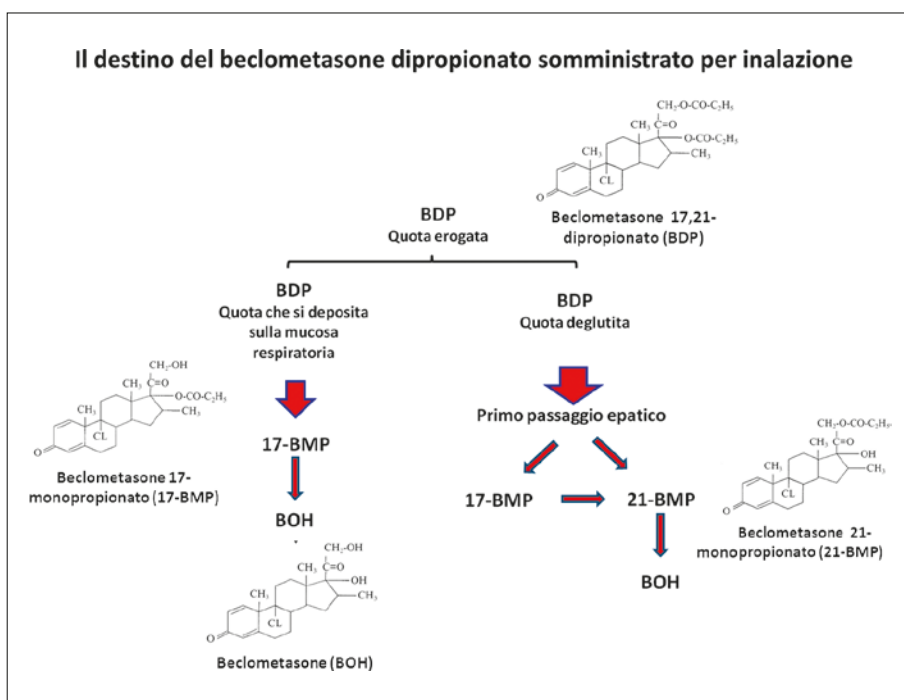 Il destino del beclometasone dipropionato somministrato per inalazione
CH₂-O-CO-C₂H₅
CH₃ C=O
O-CO-C₂H₅
CH₃
CH₃
CL
O
Beclometasone 17,21-
dipropionato (BDP)
BDP
Quota erogata
BDP
Quota che si deposita
sulla mucosa
respiratoria
BDP
Quota deglutita
CH₂-OH
CH₃ C=O
O-CO-C₂H₅
CH₃
CH₃
CL
O
Beclometasone 17-
monopropionato (17-BMP)
17-BMP
BOH
CH₂-OH
CH₃ C=O
OH
CH₃
CH₃
CL
O
Beclometasone (BOH)
Primo passaggio epatico
17-BMP
21-BMP
BOH
CH₂-O-CO-C₂H₅.
CH₃ C=O
OH
CH₃
CH₃
CL
O
Beclometasone 21-
monopropionato (21-BMP)